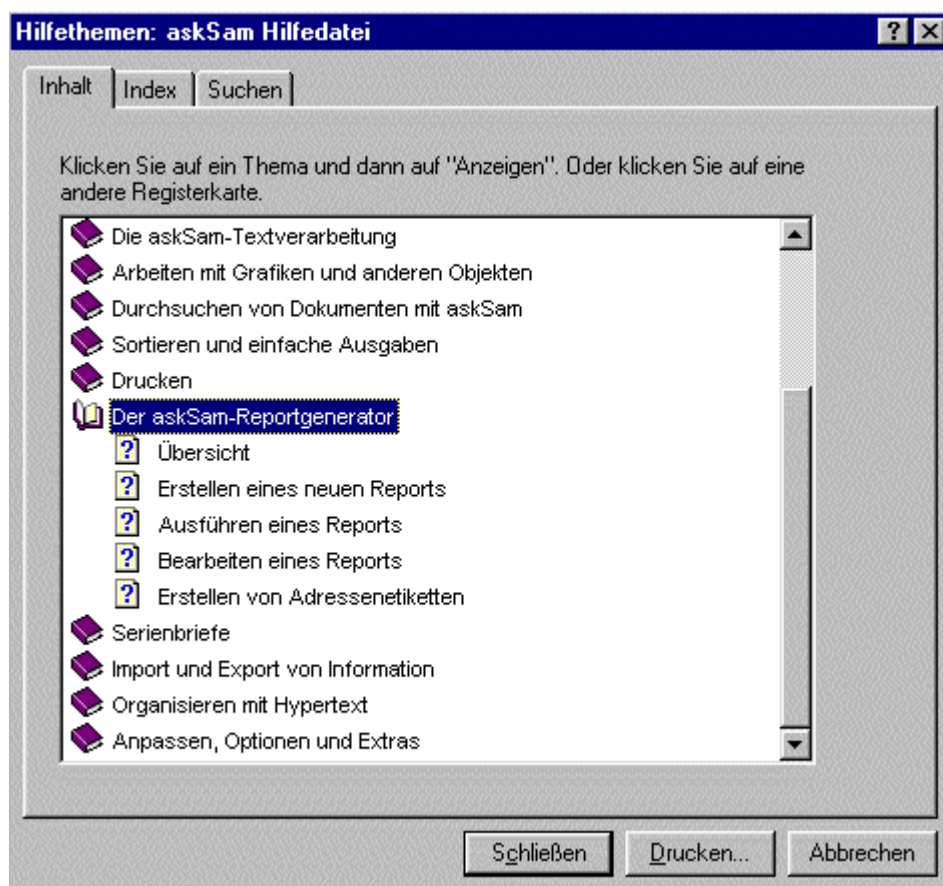 Hilfethemen: askSam Hilfedatei
Inhalt Index Suchen
Klicken Sie auf ein Thema und dann auf "Anzeigen". Oder klicken Sie auf eine
andere Registerkarte.
Die askSam-Textverarbeitung
Arbeiten mit Grafiken und anderen Objekten
Durchsuchen von Dokumenten mit askSam
Sortieren und einfache Ausgaben
Drucken
Der askSam-Reportgenerator
Übersicht
Erstellen eines neuen Reports
Ausführen eines Reports
Bearbeiten eines Reports
Erstellen von Adressenetiketten
Serienbriefe
Import und Export von Information
Organisieren mit Hypertext
Anpassen, Optionen und Extras
Schließen Drucken... Abbrechen